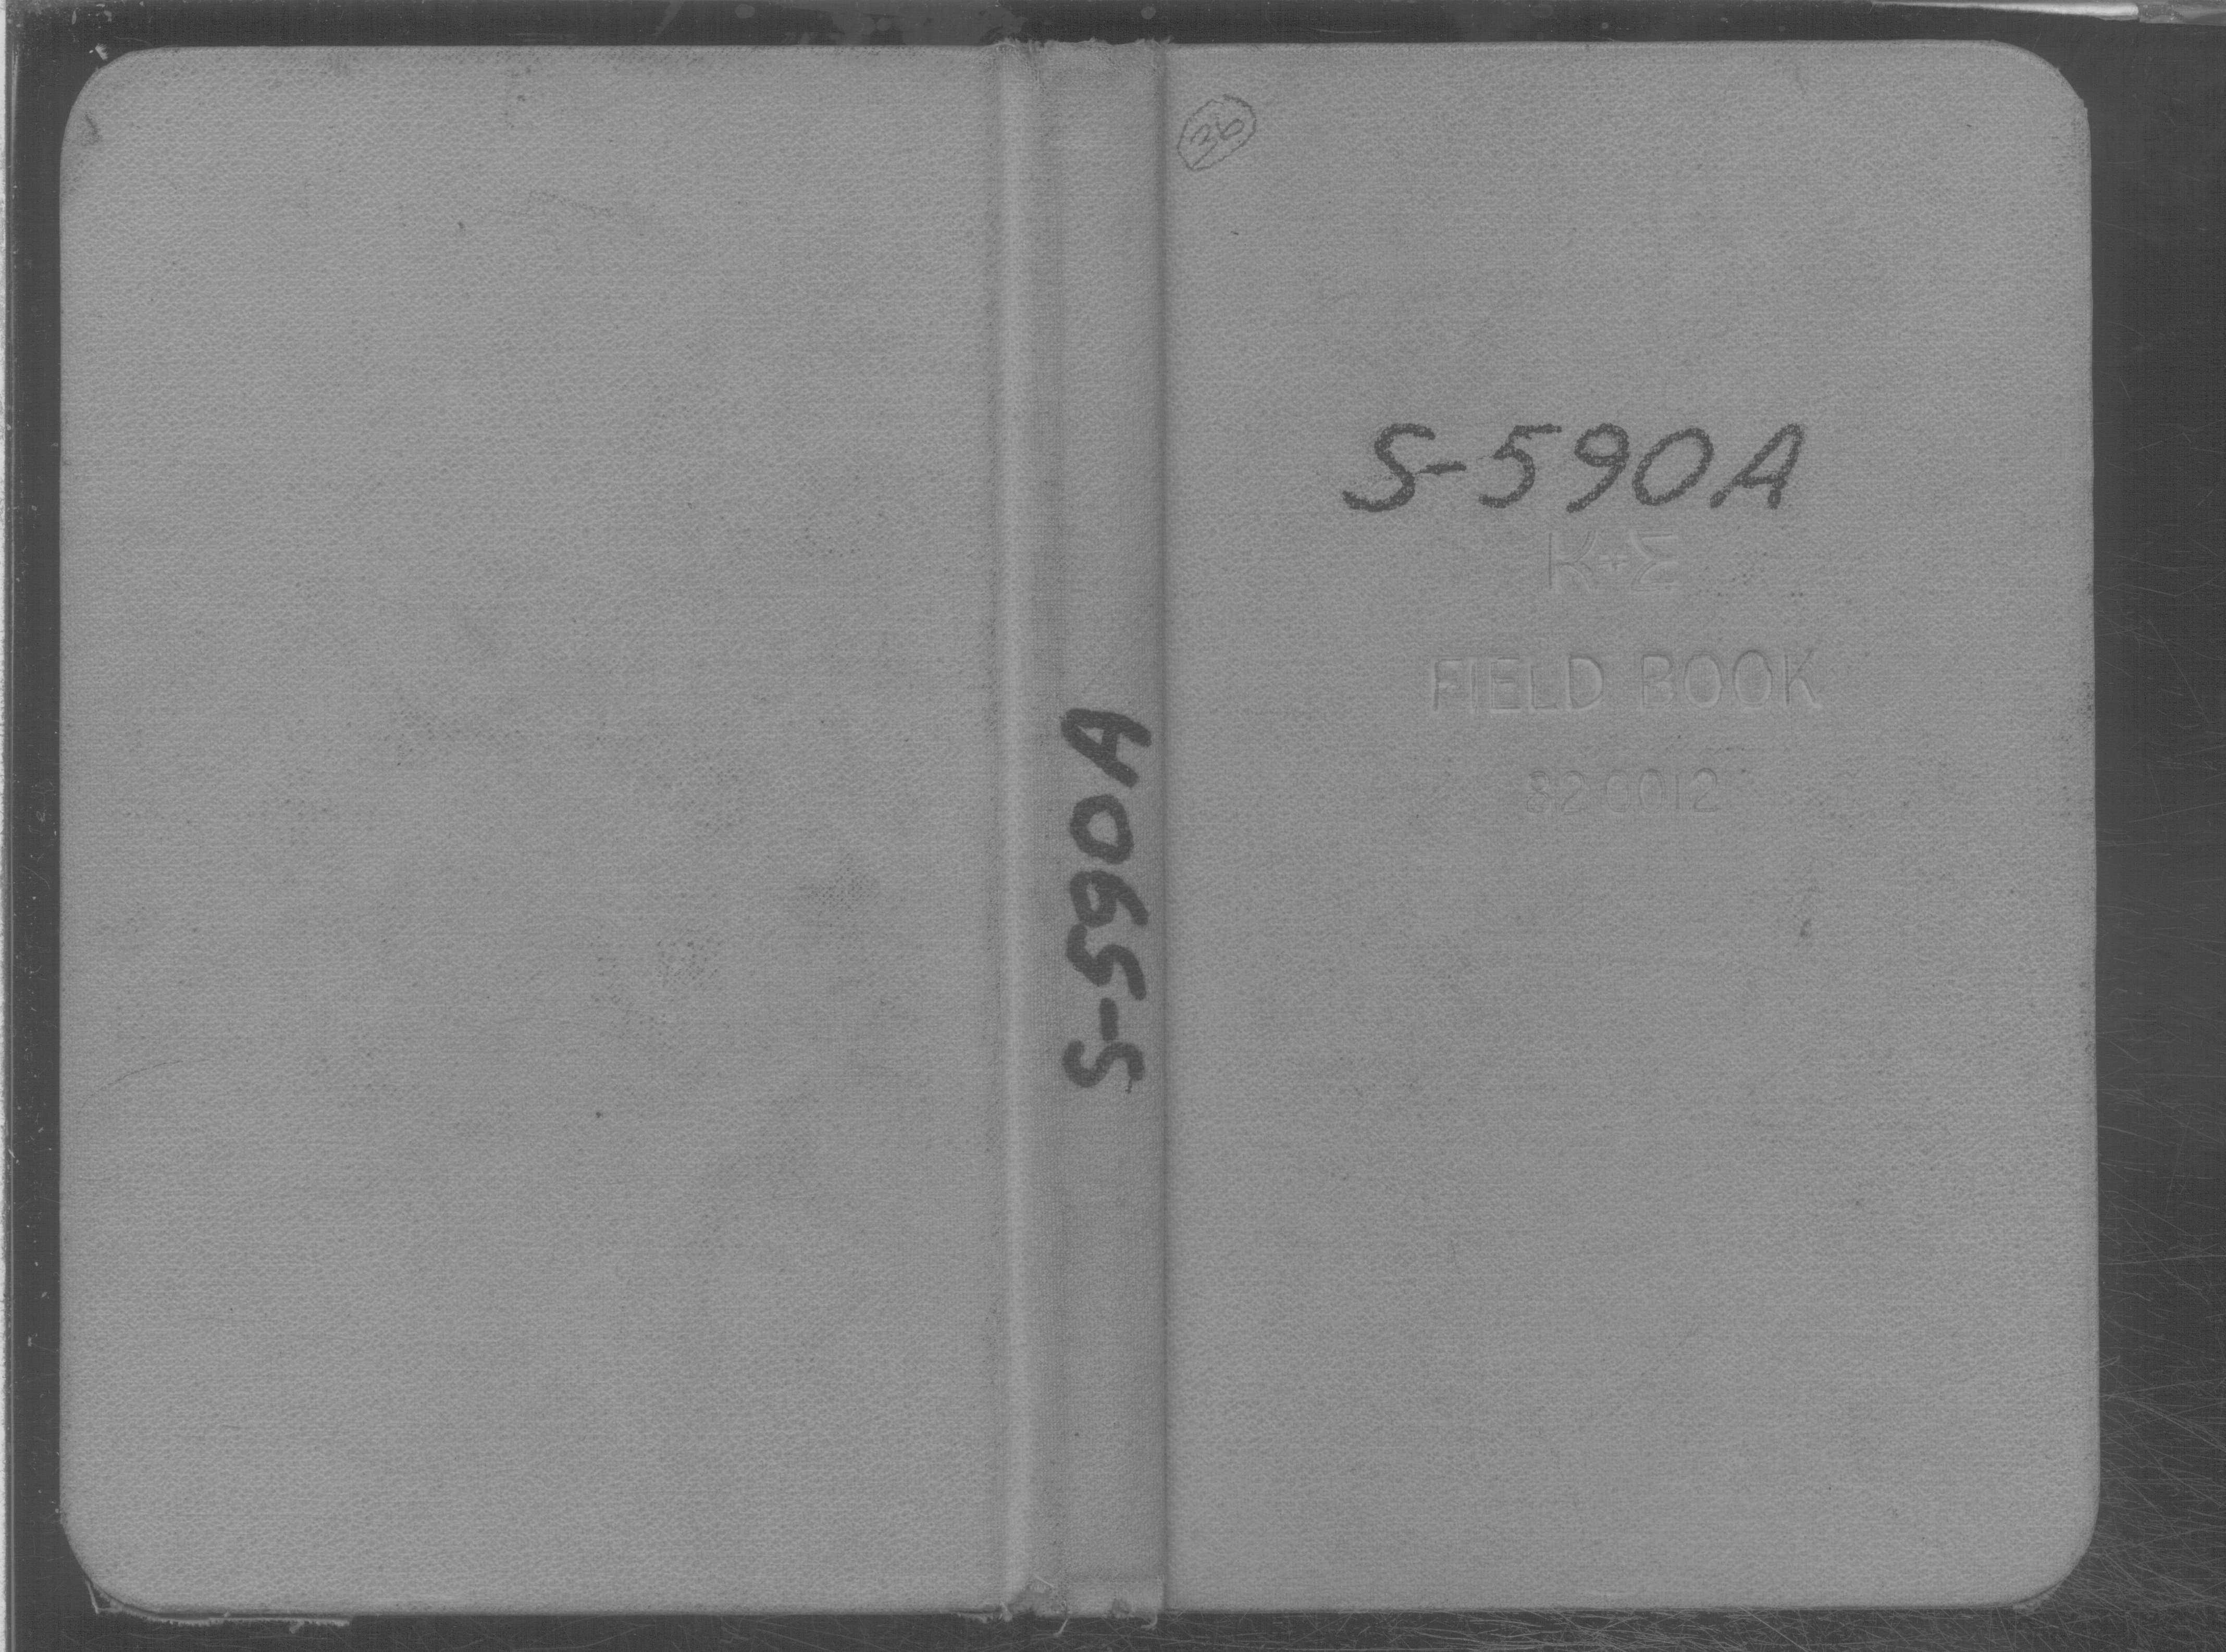 36
S-590A
K+E
FIELD BOOK
82 0012
S-590A